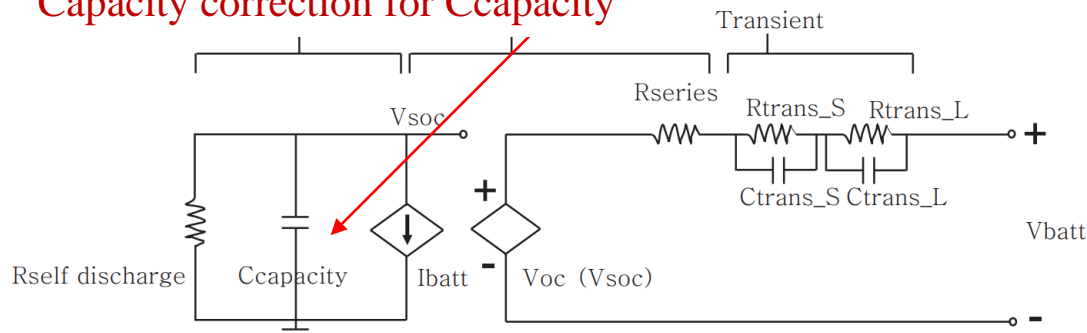 Capacity correction for Ccapacity
Transient
Rseries
Rtrans_S Rtrans_L
Vsoc
+
+
Ctrans_S Ctrans_L
Vbatt
Rself discharge Ccapacity Ibatt - Voc (Vsoc)
-